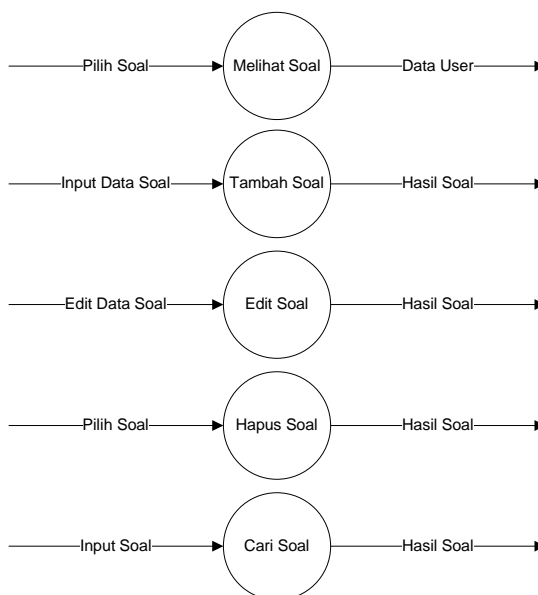 Pilih Soal Melihat Soal Data User
Input Data Soal Tambah Soal Hasil Soal
Edit Data Soal Edit Soal Hasil Soal
Pilih Soal Hapus Soal Hasil Soal
Input Soal Cari Soal Hasil Soal